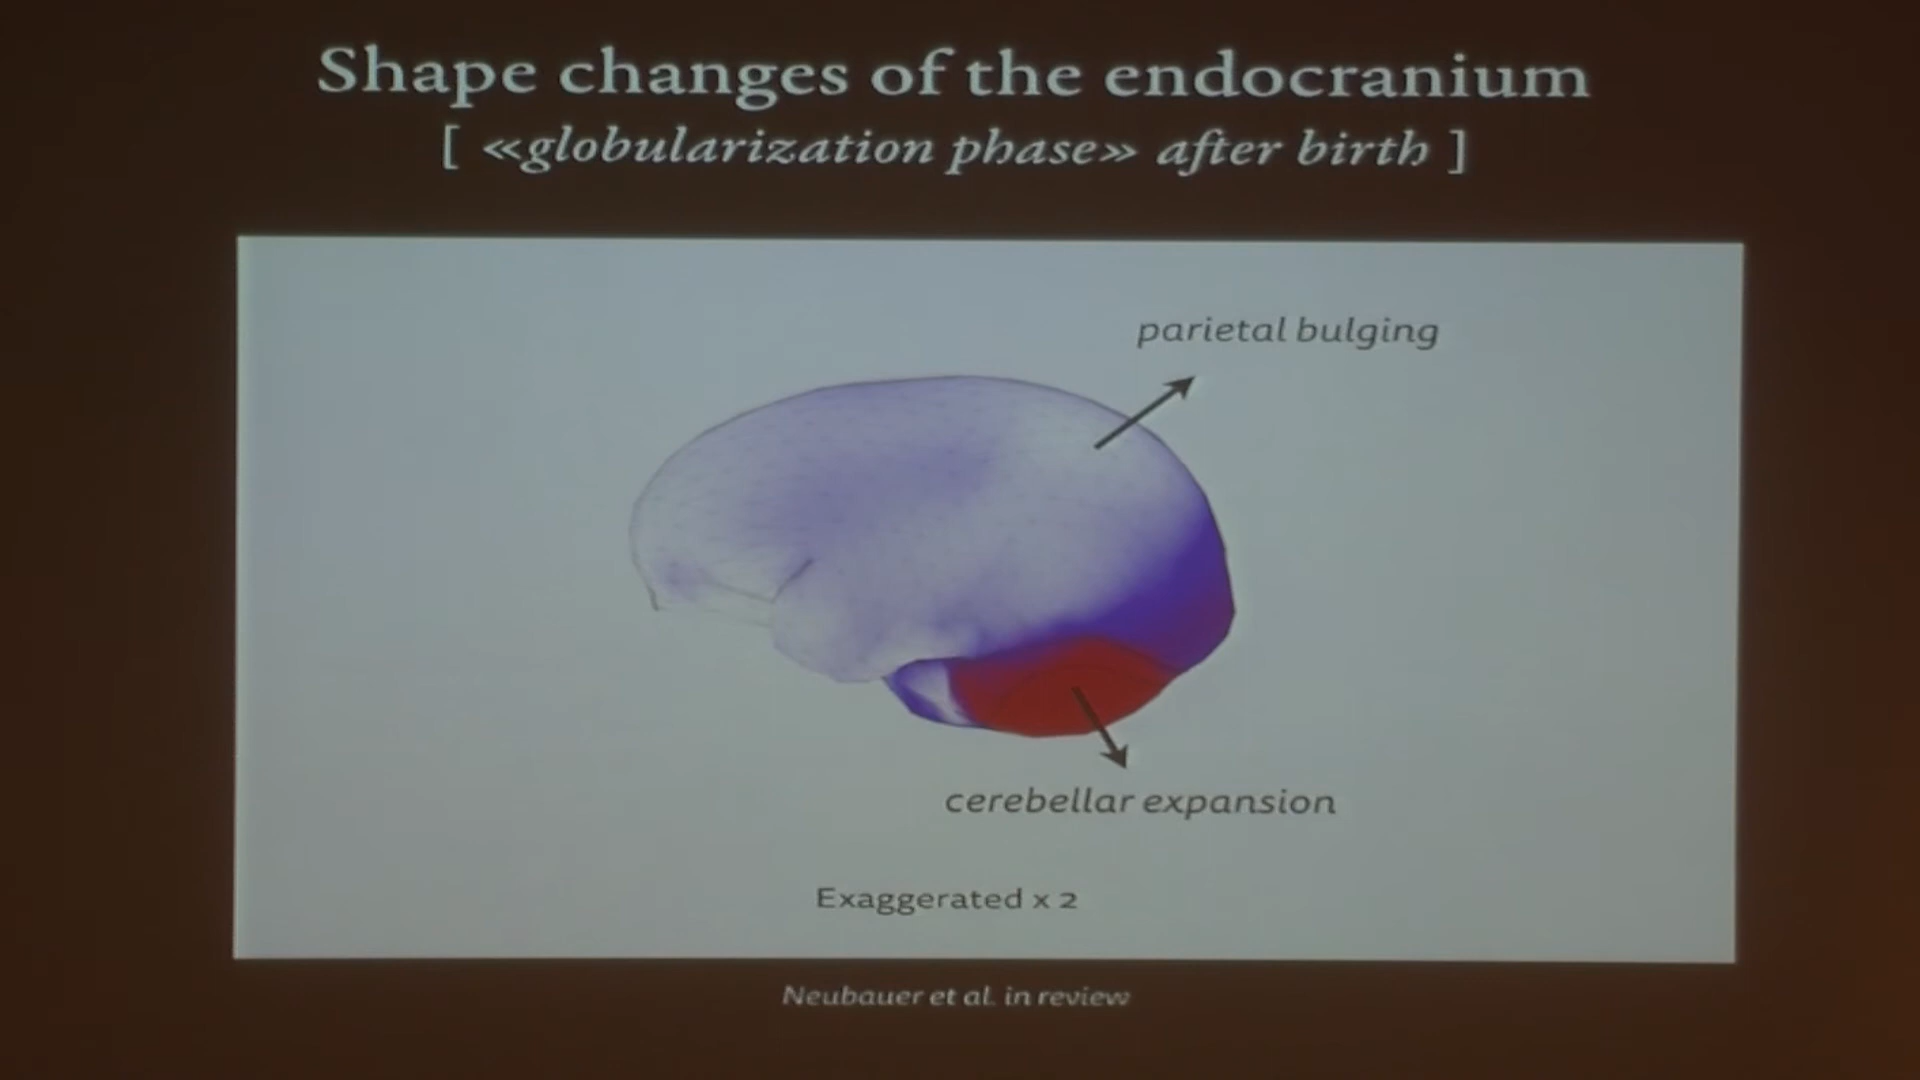 Shape changes of the endocranium
[ «globularization phase» after birth ]
parietal bulging
cerebellar expansion
Exaggerated x 2
Neubauer et al. in review